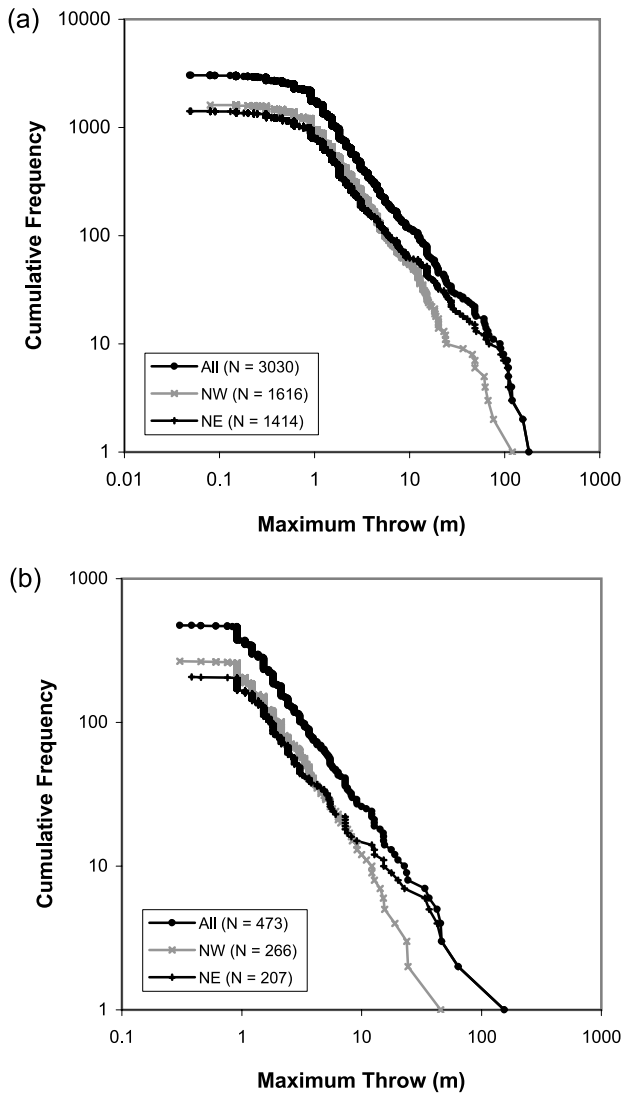 (a)
10000
1000
100
10
1
Cumulative Frequency
All (N = 3030)
NW (N = 1616)
NE (N = 1414)
0.01 0.1 1 10 100 1000
Maximum Throw (m)
(b)
1000
100
10
1
Cumulative Frequency
All (N = 473)
NW (N = 266)
NE (N = 207)
0.1 1 10 100 1000
Maximum Throw (m)